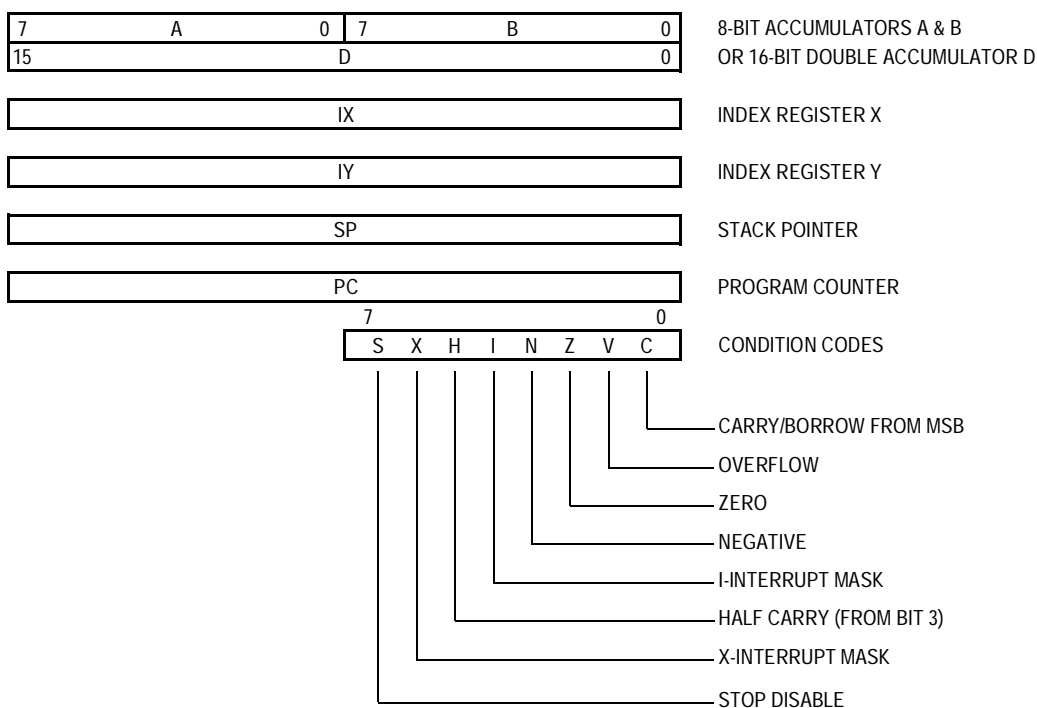 7 A 0 7 B 0 8-BIT ACCUMULATORS A & B
15 D 0 OR 16-BIT DOUBLE ACCUMULATOR D
IX INDEX REGISTER X
IY INDEX REGISTER Y
SP STACK POINTER
PC PROGRAM COUNTER
7 0
S X H I N Z V C CONDITION CODES
CARRY/BORROW FROM MSB
OVERFLOW
ZERO
NEGATIVE
I-INTERRUPT MASK
HALF CARRY (FROM BIT 3)
X-INTERRUPT MASK
STOP DISABLE